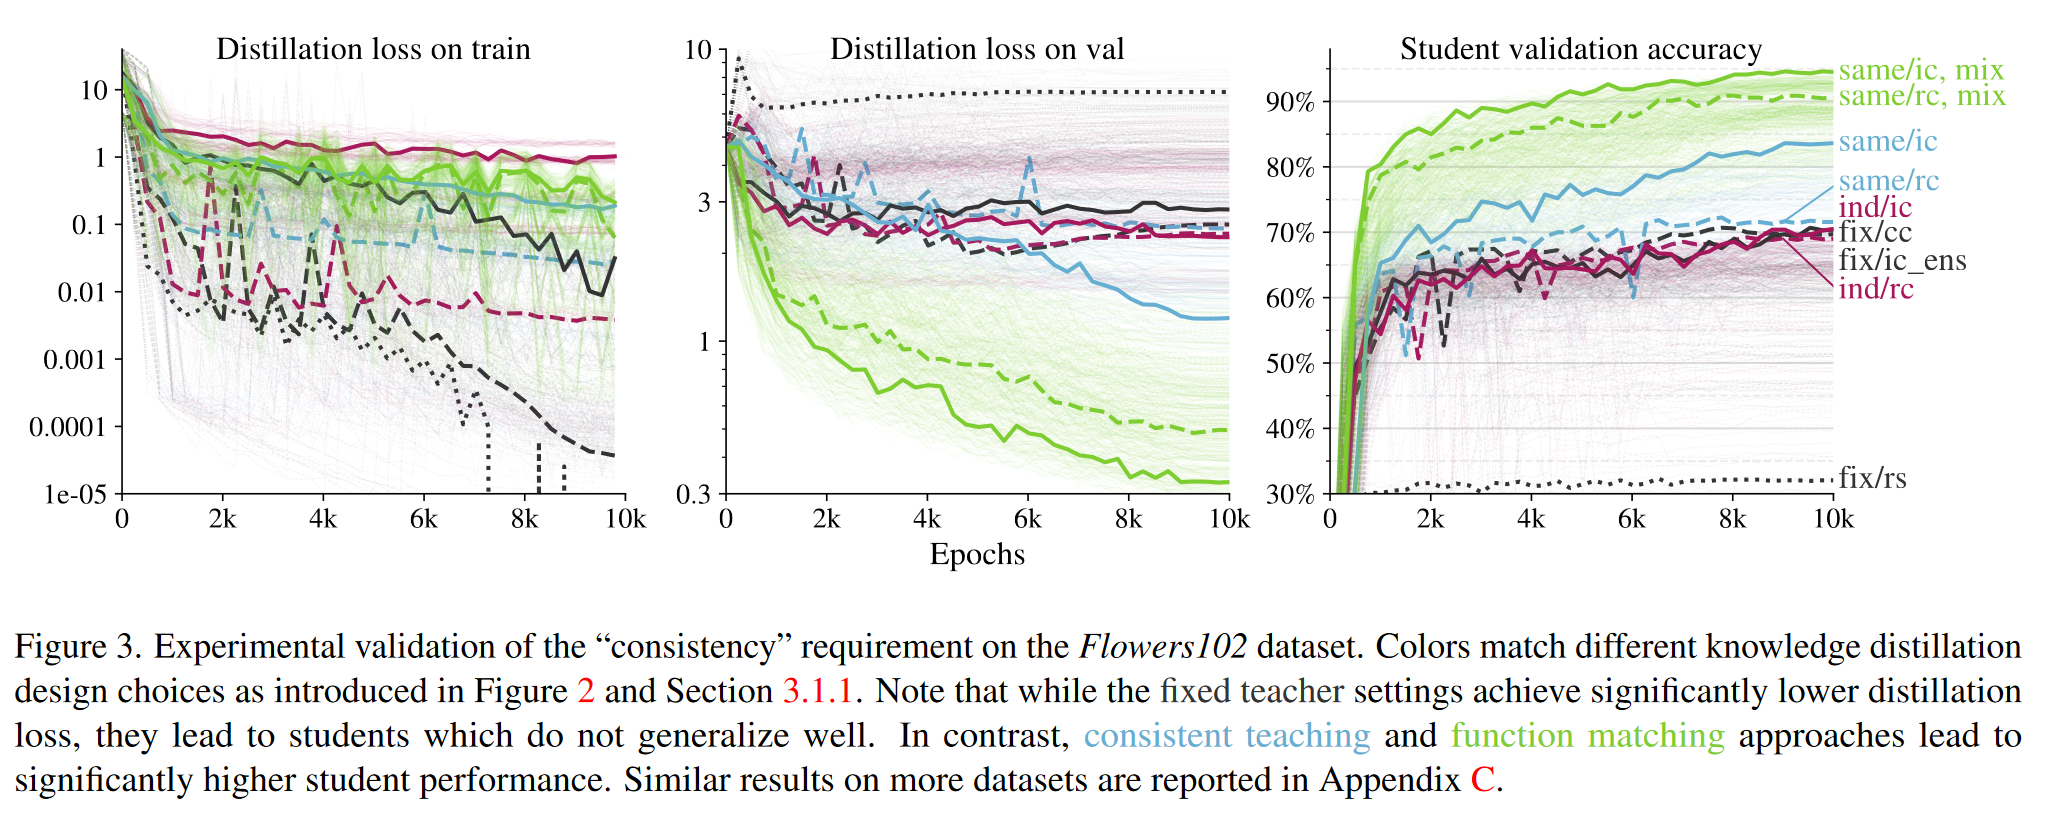 Distillation loss on train
10
1
0.1
0.01
0.001
0.0001
1e-05
0 2k 4k 6k 8k 10k
Distillation loss on val
10
3
1
0.3
0 2k 4k 6k 8k 10k
Epochs
Student validation accuracy
90%
80%
70%
60%
50%
40%
30%
0 2k 4k 6k 8k 10k
same/ic, mix
same/rc, mix
same/ic
same/rc
ind/ic
fix/cc
fix/ic_ens
ind/rc
fix/rs
Figure 3. Experimental validation of the “consistency” requirement on the Flowers102 dataset. Colors match different knowledge distillation
design choices as introduced in Figure 2 and Section 3.1.1. Note that while the fixed teacher settings achieve significantly lower distillation
loss, they lead to students which do not generalize well. In contrast, consistent teaching and function matching approaches lead to
significantly higher student performance. Similar results on more datasets are reported in Appendix C.